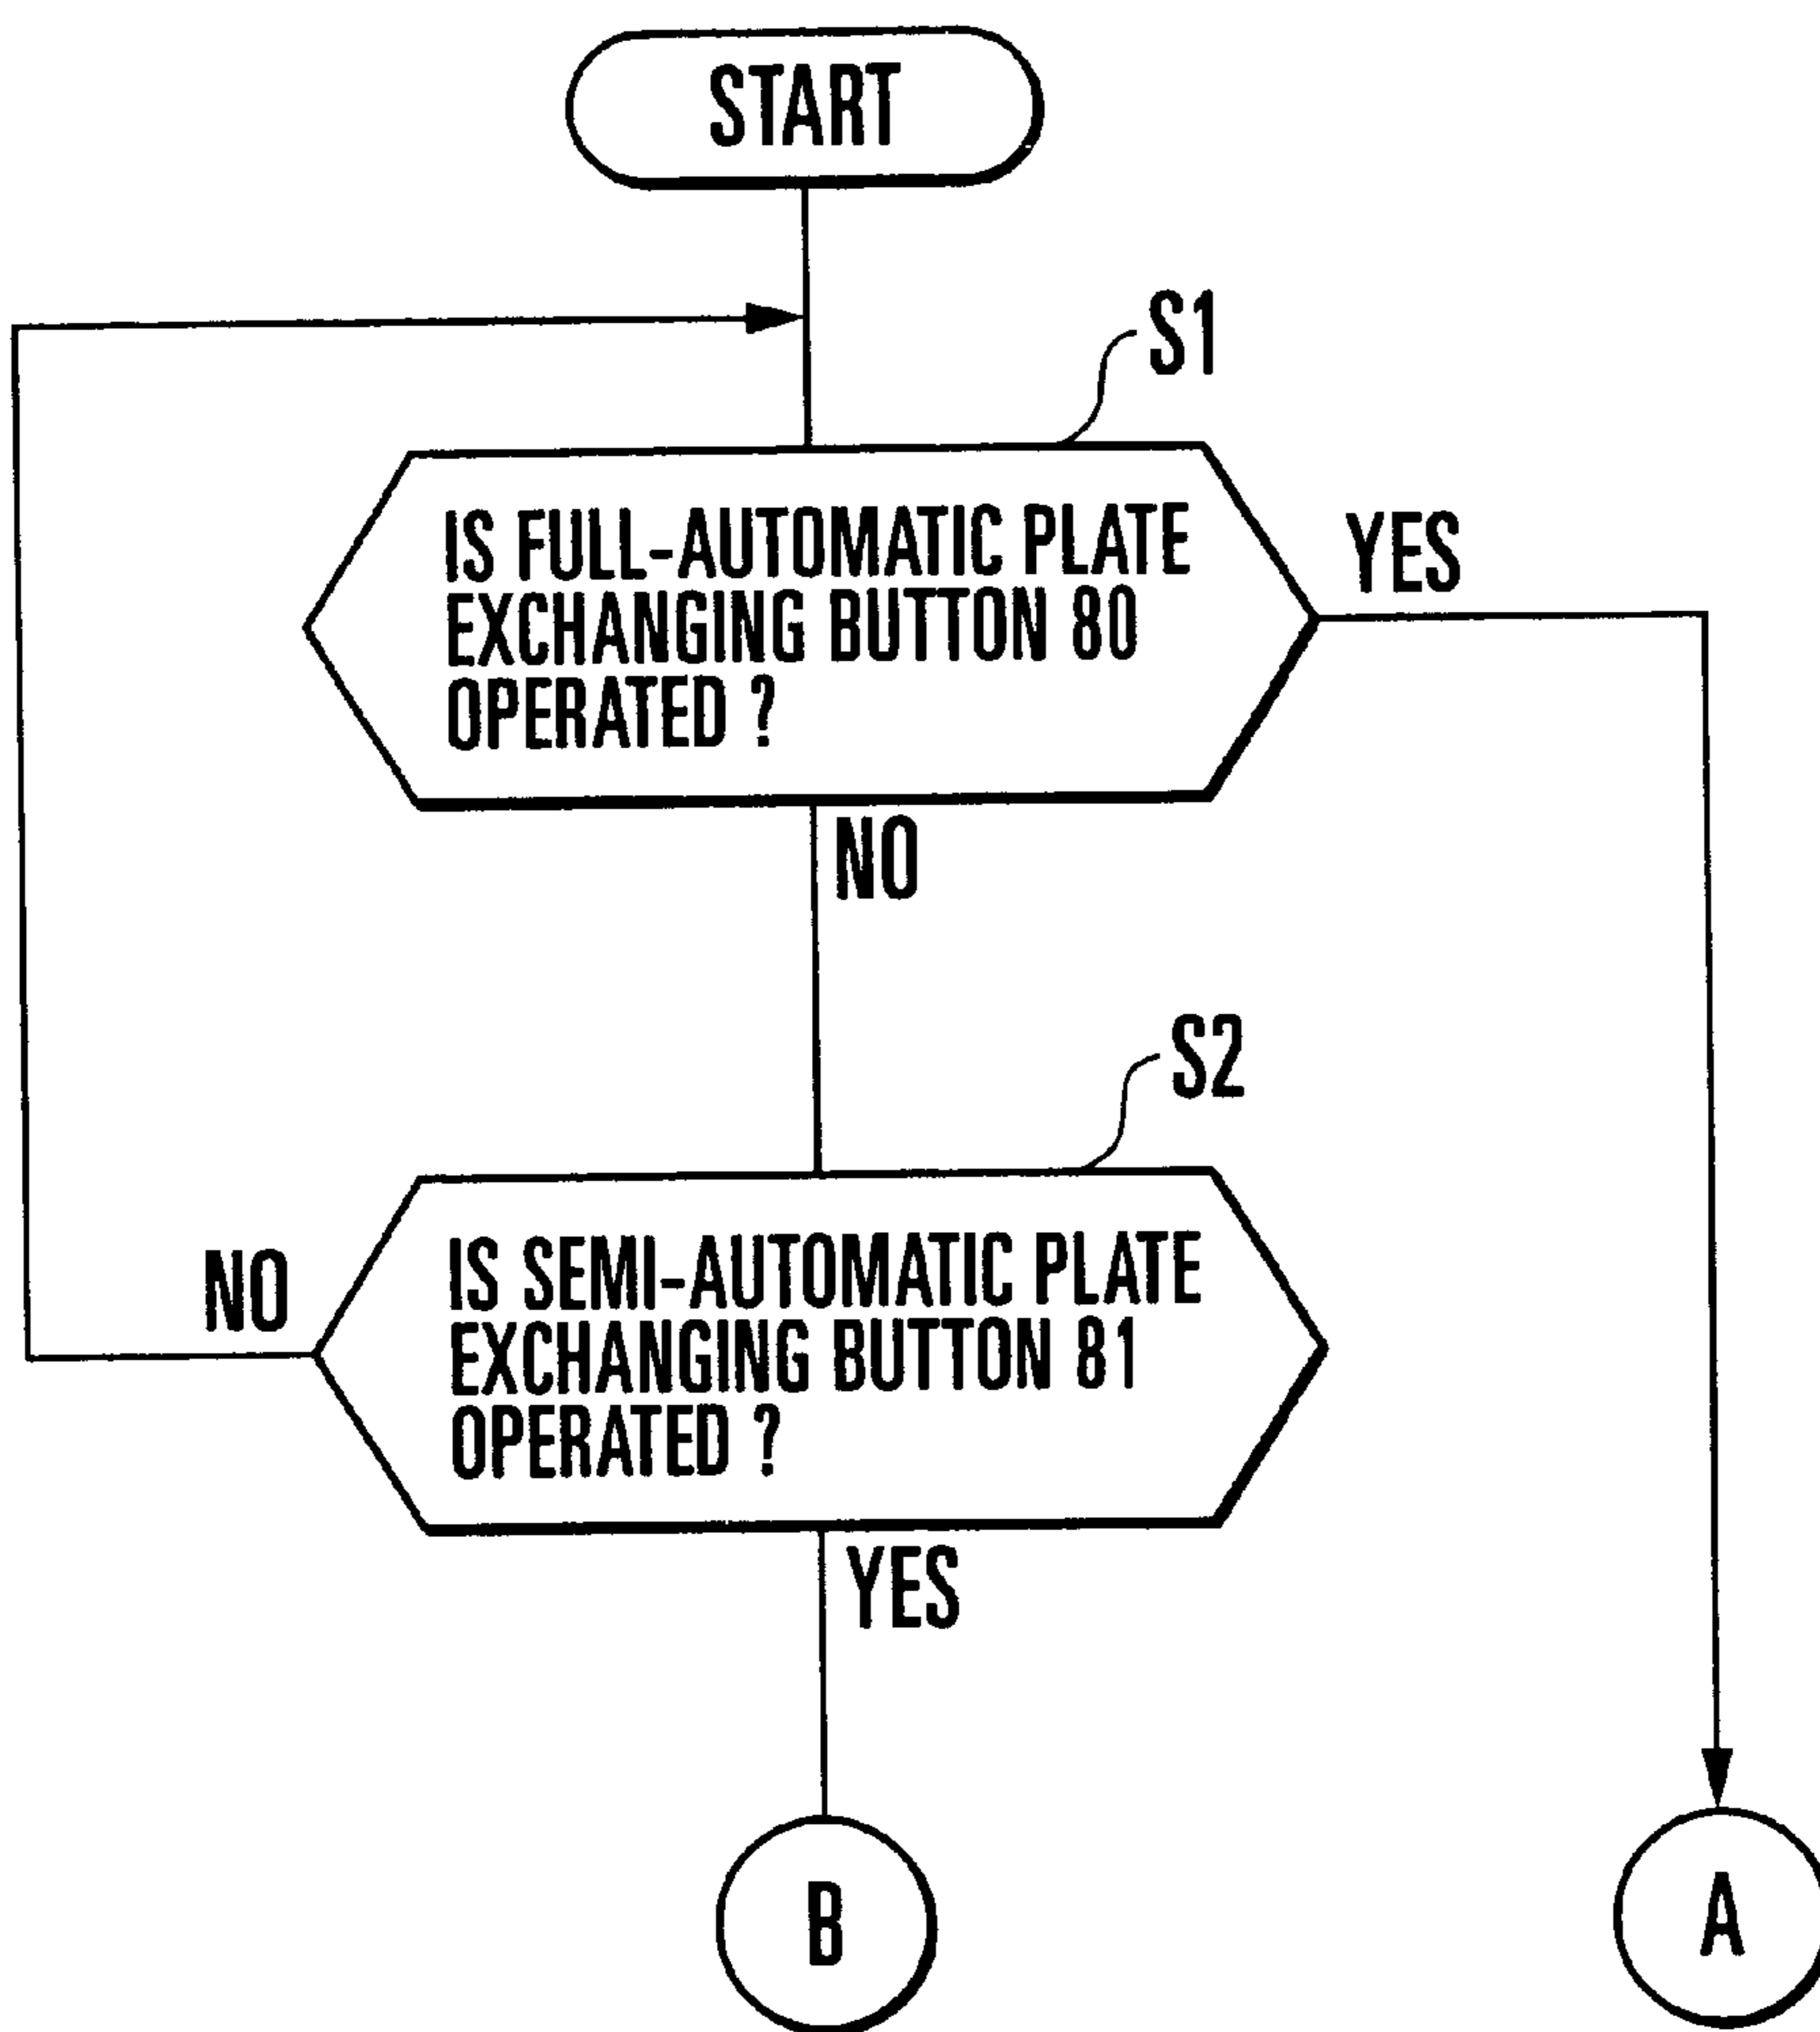 START
S1
IS FULL-AUTOMATIC PLATE
EXCHANGING BUTTON 80
OPERATED ?
YES
NO
S2
IS SEMI-AUTOMATIC PLATE
EXCHANGING BUTTON 81
OPERATED ?
NO
YES
B
A